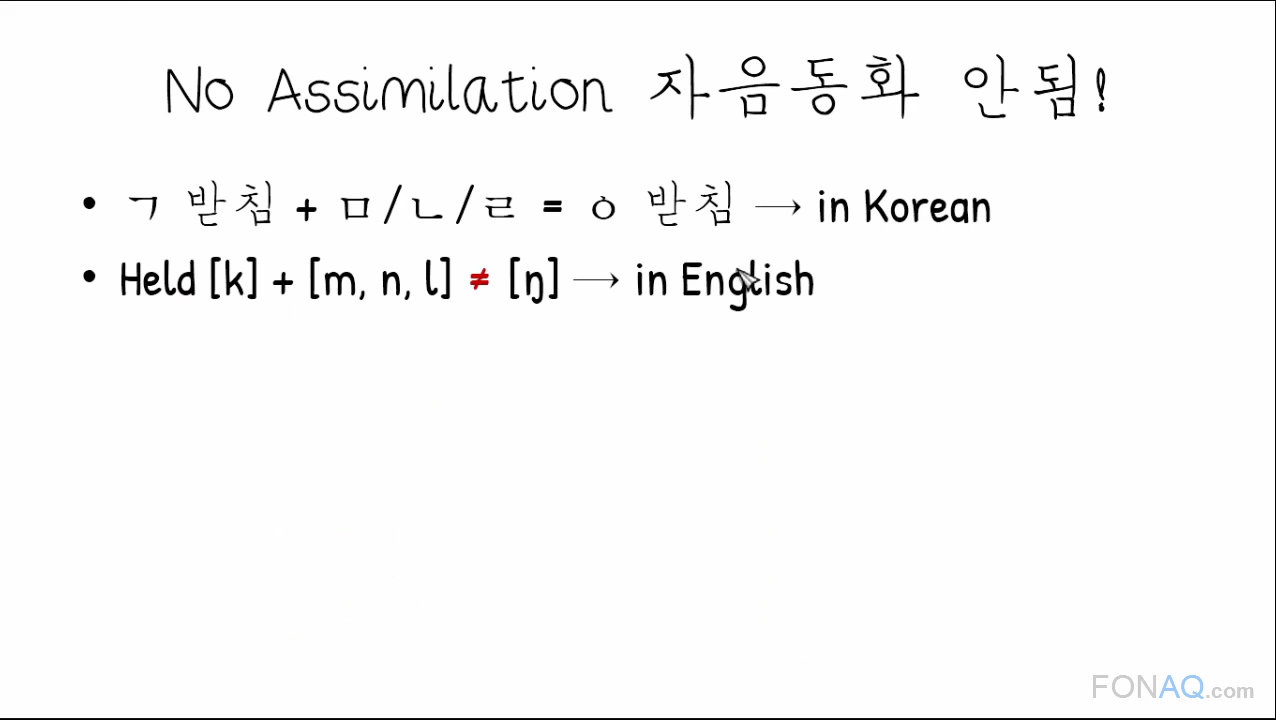 No Assimilation 자음동화 안됨!
• ㄱ 받침 + ㅁ/ㄴ/ㄹ = ㅇ 받침 → in Korean
• Held [k] + [m, n, l] ≠ [ŋ] → in English
FONAQ.com